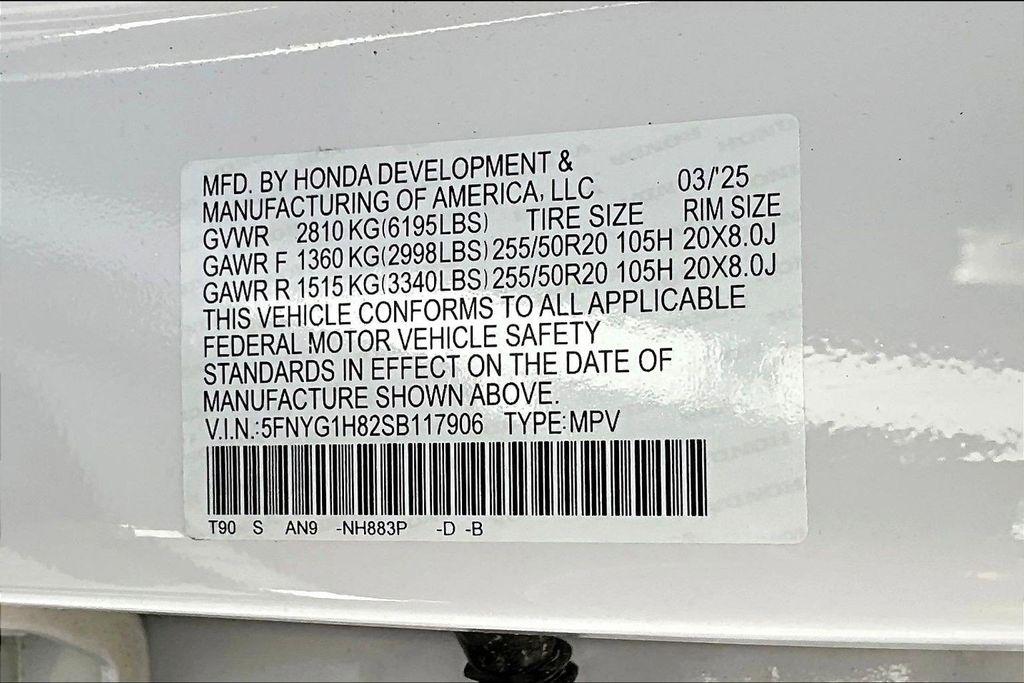 MFD. BY HONDA DEVELOPMENT &
MANUFACTURING OF AMERICA, LLC 03/'25
GVWR 2810 KG(6195LBS) TIRE SIZE RIM SIZE
GAWR F 1360 KG(2998LBS) 255/50R20 105H 20X8.0J
GAWR R 1515 KG(3340LBS) 255/50R20 105H 20X8.0J
THIS VEHICLE CONFORMS TO ALL APPLICABLE
FEDERAL MOTOR VEHICLE SAFETY
STANDARDS IN EFFECT ON THE DATE OF
MANUFACTURE SHOWN ABOVE.
V.I.N.:5FNYG1H82SB117906 TYPE:MPV
T90 S AN9 -NH883P -D -B